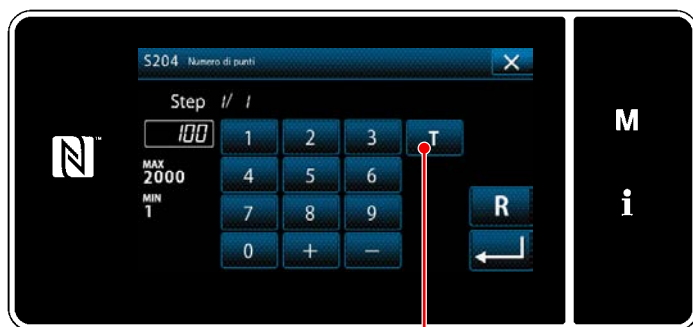 S204 Numero di punti
Step 1/ 1
100 1 2 3 T
MAX
2000 4 5 6
MIN
1 7 8 9 R
0 + −
M
i
N™